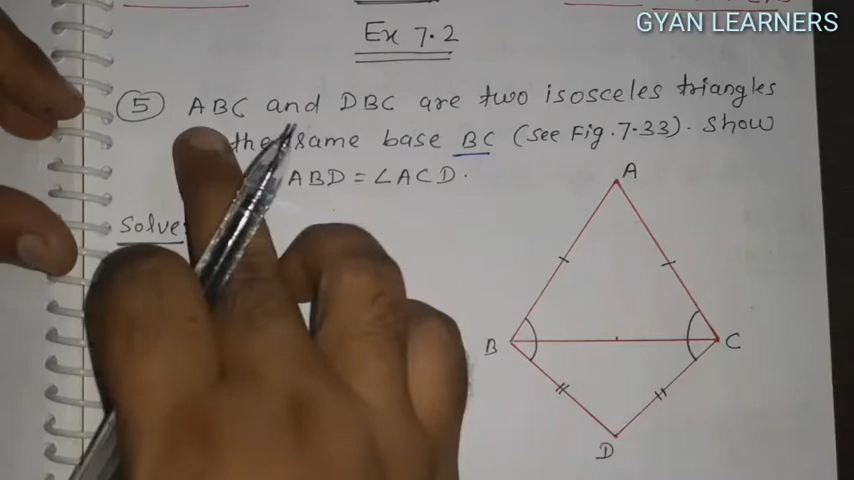 GYAN LEARNERS
Ex 7.2
5 ABC and DBC are two isosceles triangles
the same base BC (see Fig.7.33). Show
ABD = ∠ACD.
Solve
A
B
C
D